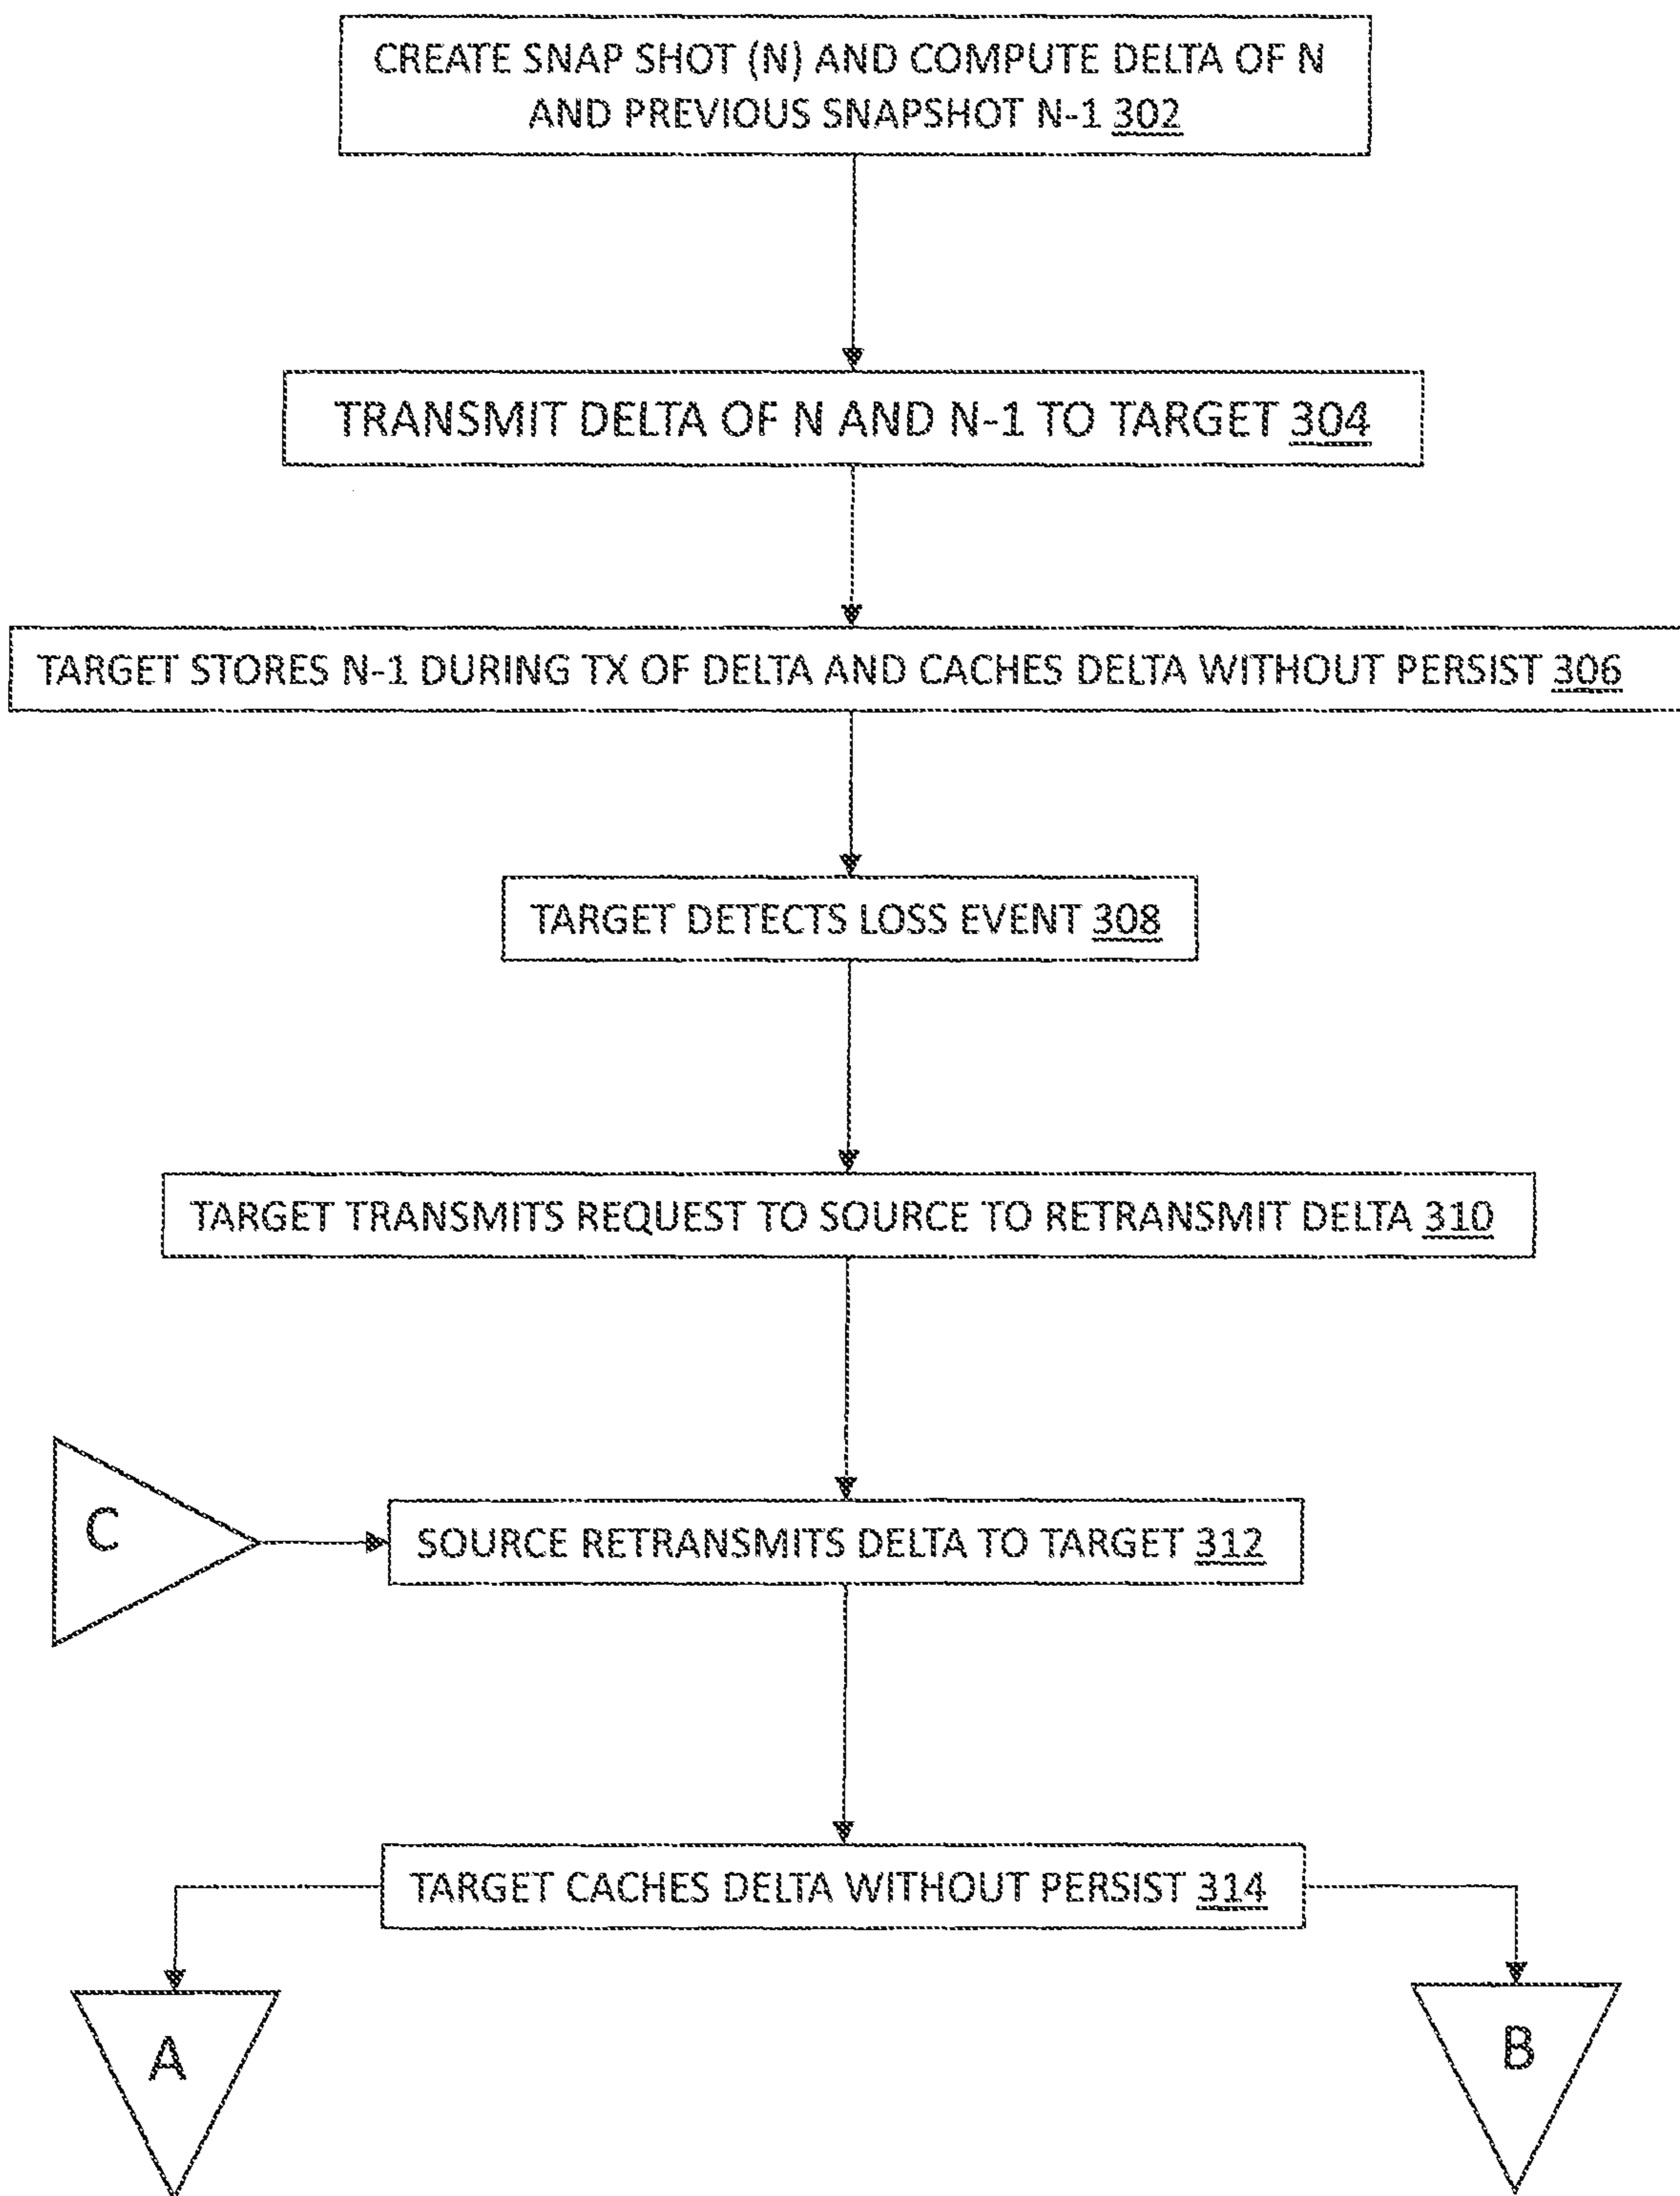 CREATE SNAP SHOT (N) AND COMPUTE DELTA OF N
AND PREVIOUS SNAPSHOT N-1 302
TRANSMIT DELTA OF N AND N-1 TO TARGET 304
TARGET STORES N-1 DURING TX OF DELTA AND CACHES DELTA WITHOUT PERSIST 306
TARGET DETECTS LOSS EVENT 308
TARGET TRANSMITS REQUEST TO SOURCE TO RETRANSMIT DELTA 310
C
SOURCE RETRANSMITS DELTA TO TARGET 312
TARGET CACHES DELTA WITHOUT PERSIST 314
A
B